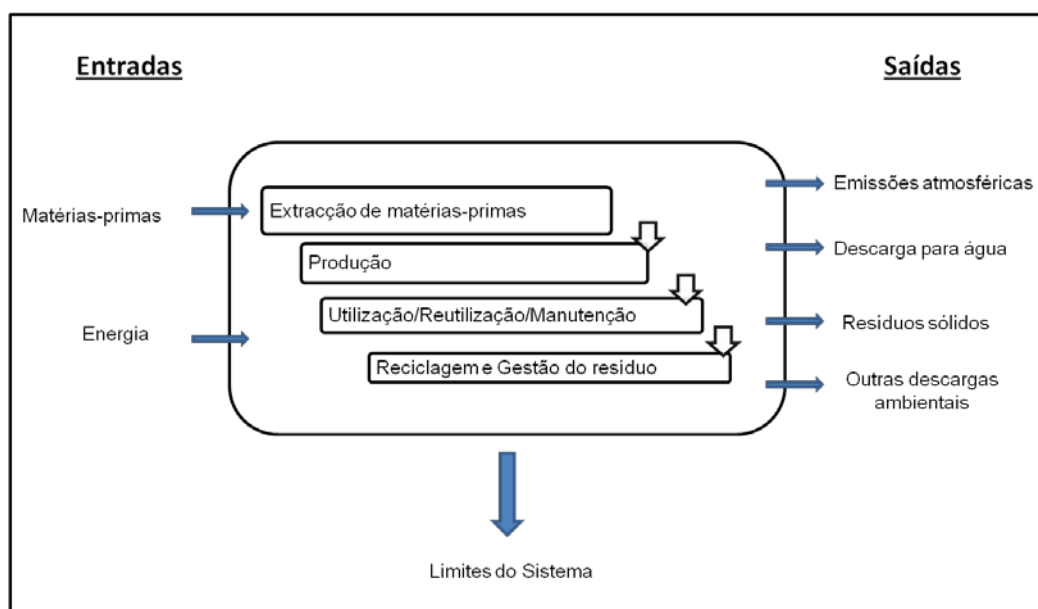 Entradas
Saídas
Matérias-primas
Energia
Extracção de matérias-primas
Produção
Utilização/Reutilização/Manutenção
Reciclagem e Gestão do resíduo
Emissões atmosféricas
Descarga para água
Resíduos sólidos
Outras descargas
ambientais
Limites do Sistema